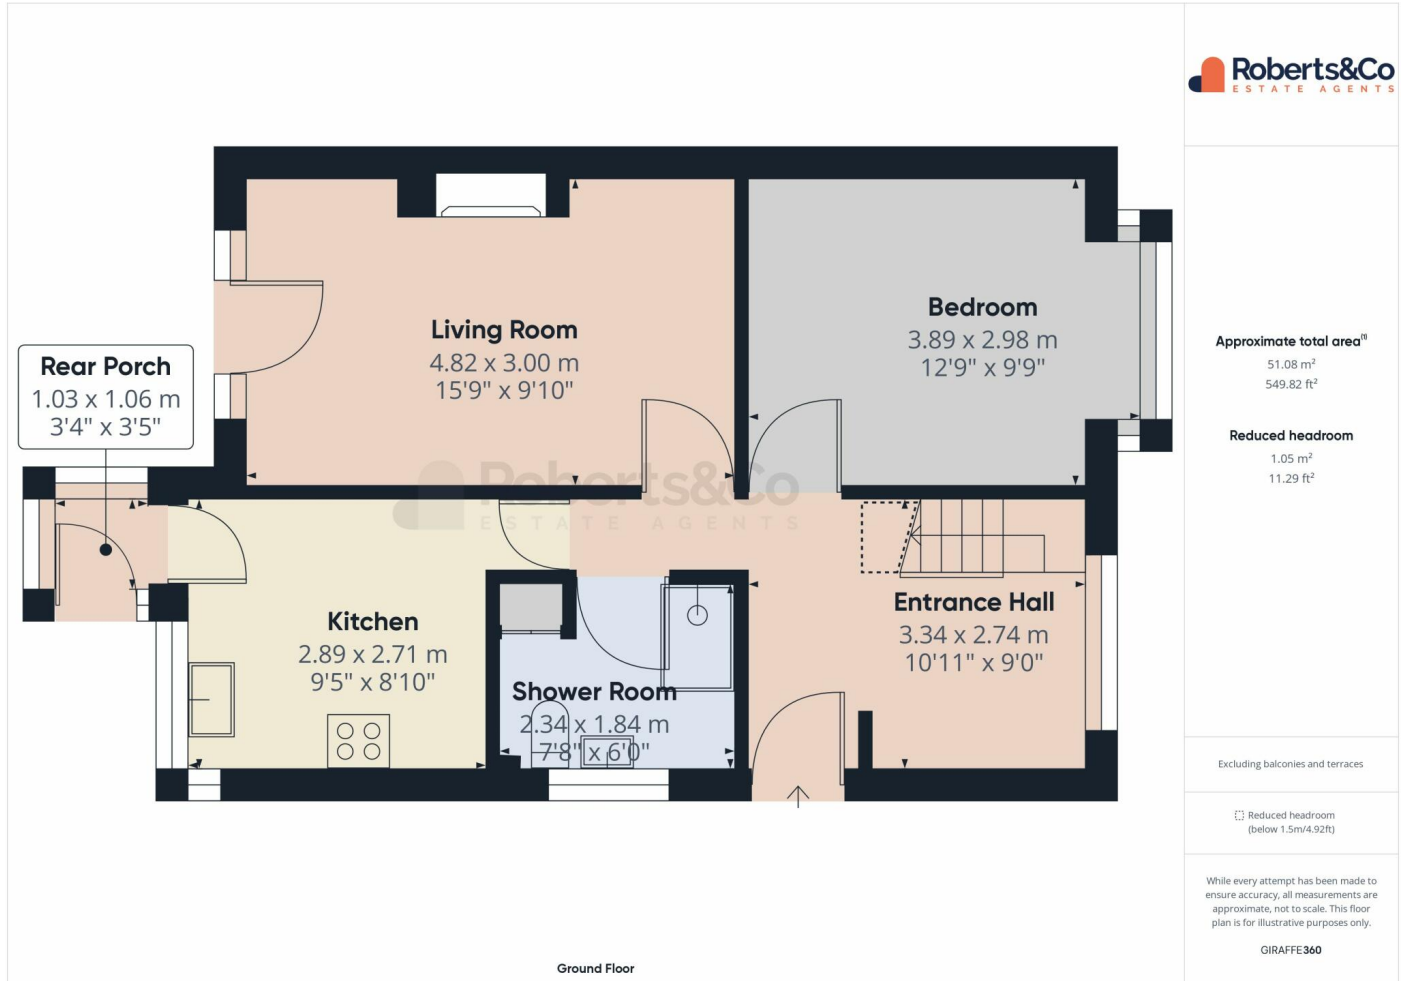 Roberts&Co
ESTATE AGENTS
Living Room
4.82 x 3.00 m
15'9" x 9'10"
Bedroom
3.89 x 2.98 m
12'9" x 9'9"
Rear Porch
1.03 x 1.06 m
3'4" x 3'5"
Roberts&Co
ESTATE AGENTS
Kitchen
2.89 x 2.71 m
9'5" x 8'10"
Entrance Hall
3.34 x 2.74 m
10'11" x 9'0"
Shower Room
2.34 x 1.84 m
7'8" x 6'0"
Ground Floor
Approximate total area(1)
51.08 m²
549.82 ft²
Reduced headroom
1.05 m²
11.29 ft²
Excluding balconies and terraces
Reduced headroom
(below 1.5m/4.92ft)
While every attempt has been made to
ensure accuracy, all measurements are
approximate, not to scale. This floor
plan is for illustrative purposes only.
GIRAFFE360